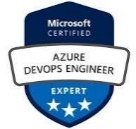 Microsoft
CERTIFIED
AZURE
DEVOPS ENGINEER
EXPERT